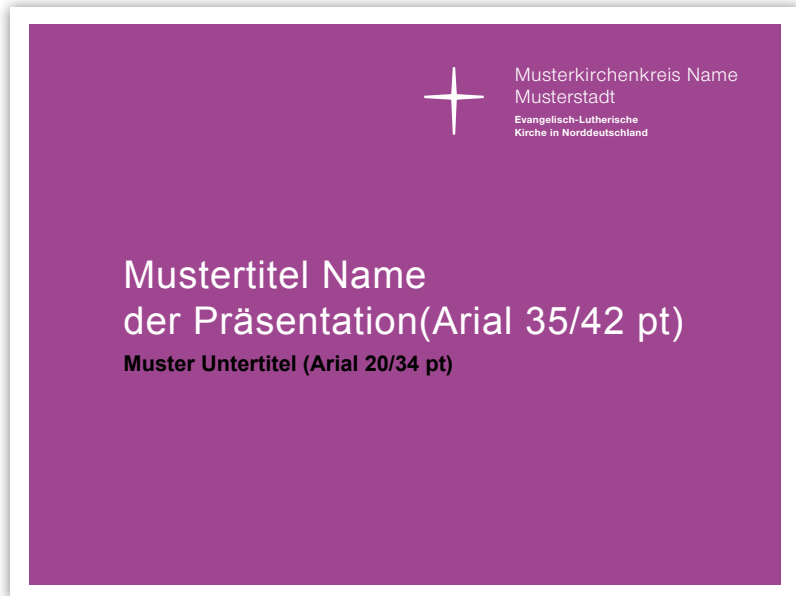 Musterkirchenkreis Name
Musterstadt
Evangelisch-Lutherische
Kirche in Norddeutschland
Mustertitel Name
der Präsentation(Arial 35/42 pt)
Muster Untertitel (Arial 20/34 pt)